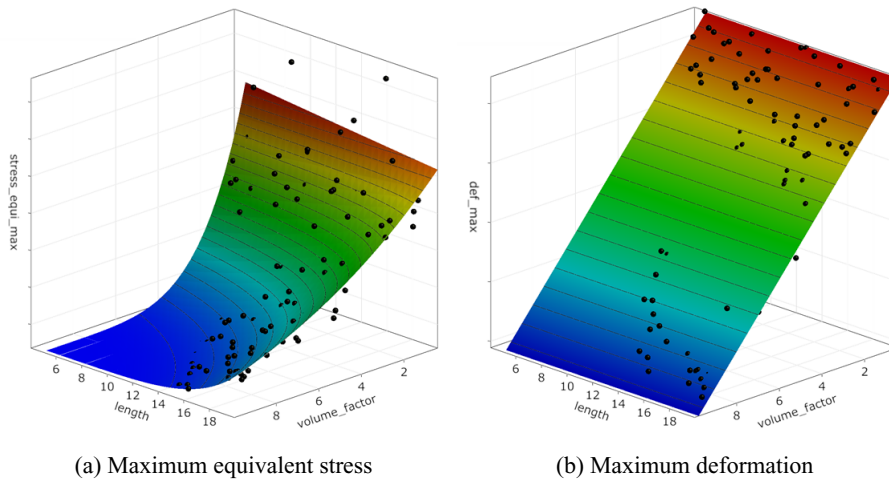 stress_equi_max
6
8
10
12
14
16
18
length
8
6
4
2
volume_factor
def_max
6
8
10
12
14
16
18
length
8
6
4
2
volume_factor
(a) Maximum equivalent stress
(b) Maximum deformation